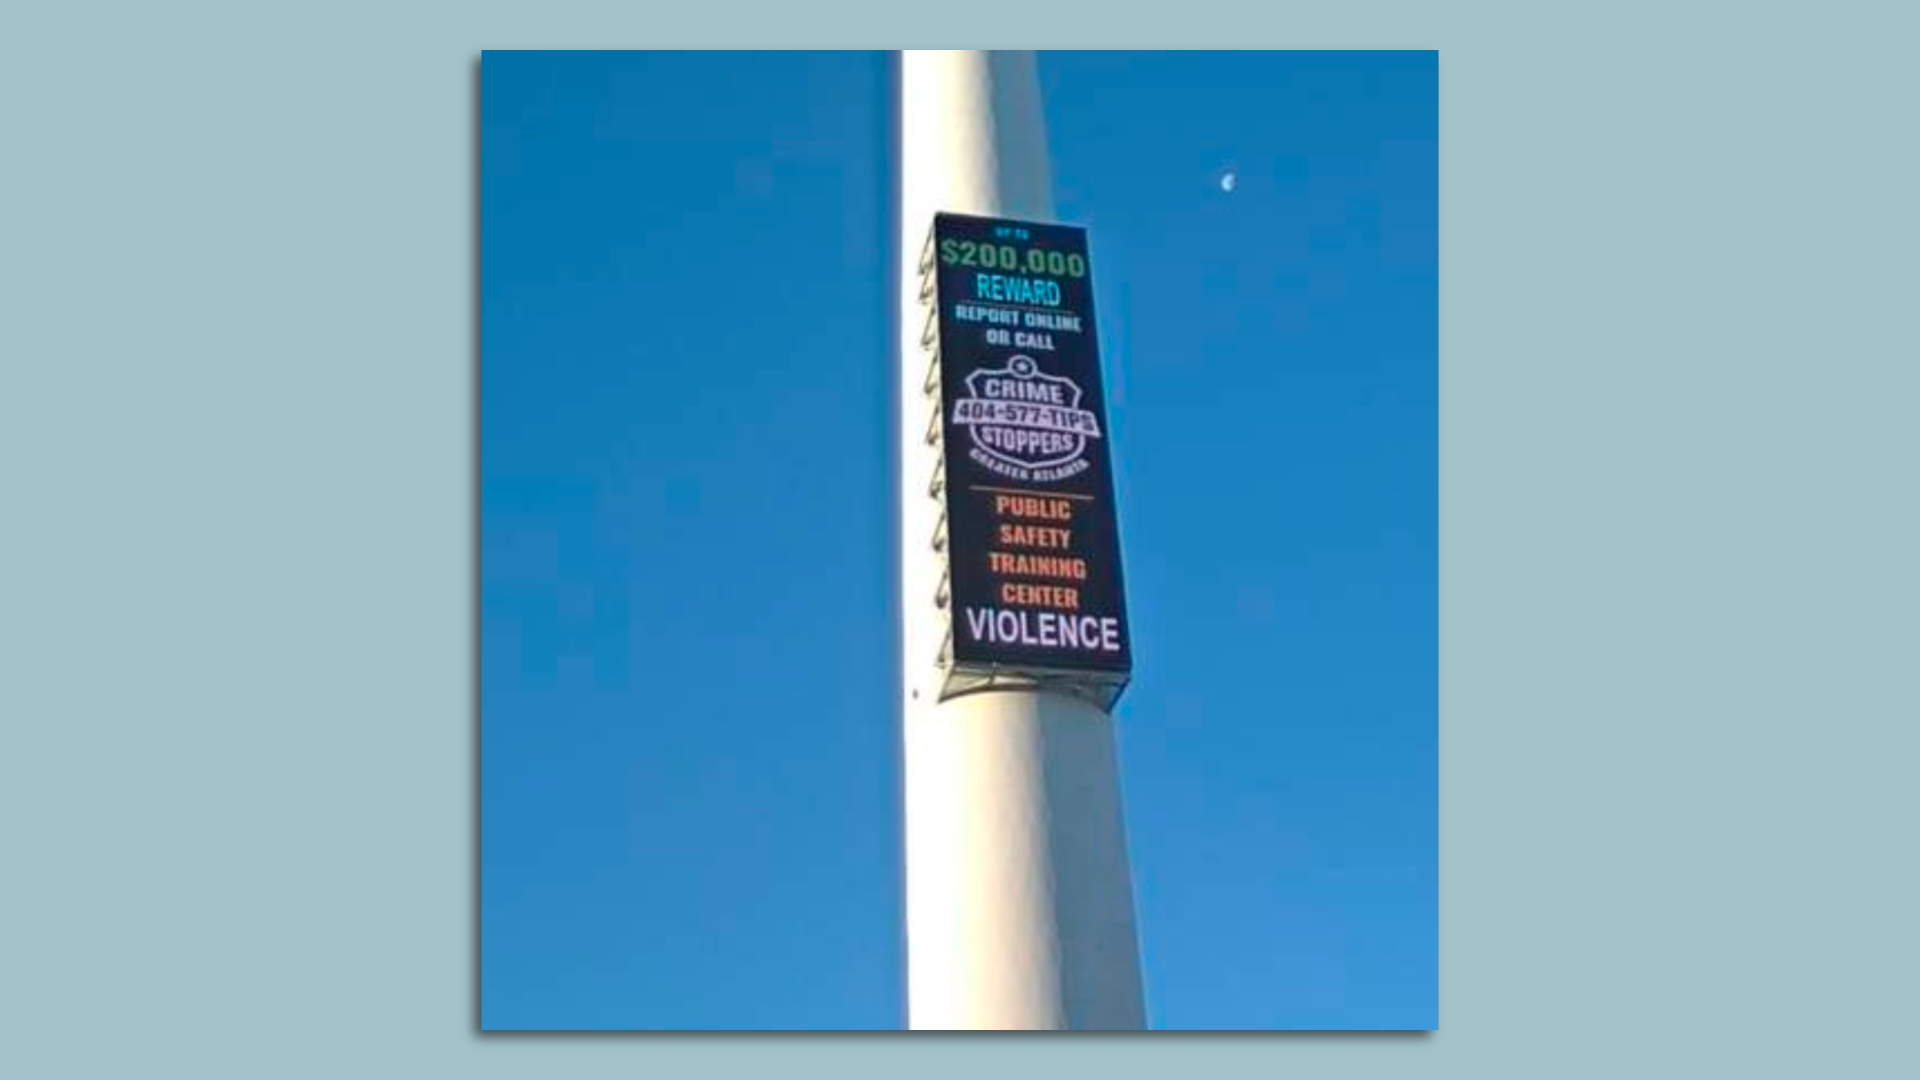 UP TO
$200,000
REWARD
REPORT ONLINE
OR CALL
CRIME
404-577-TIPS
STOPPERS
GREATER ATLANTA
PUBLIC
SAFETY
TRAINING
CENTER
VIOLENCE